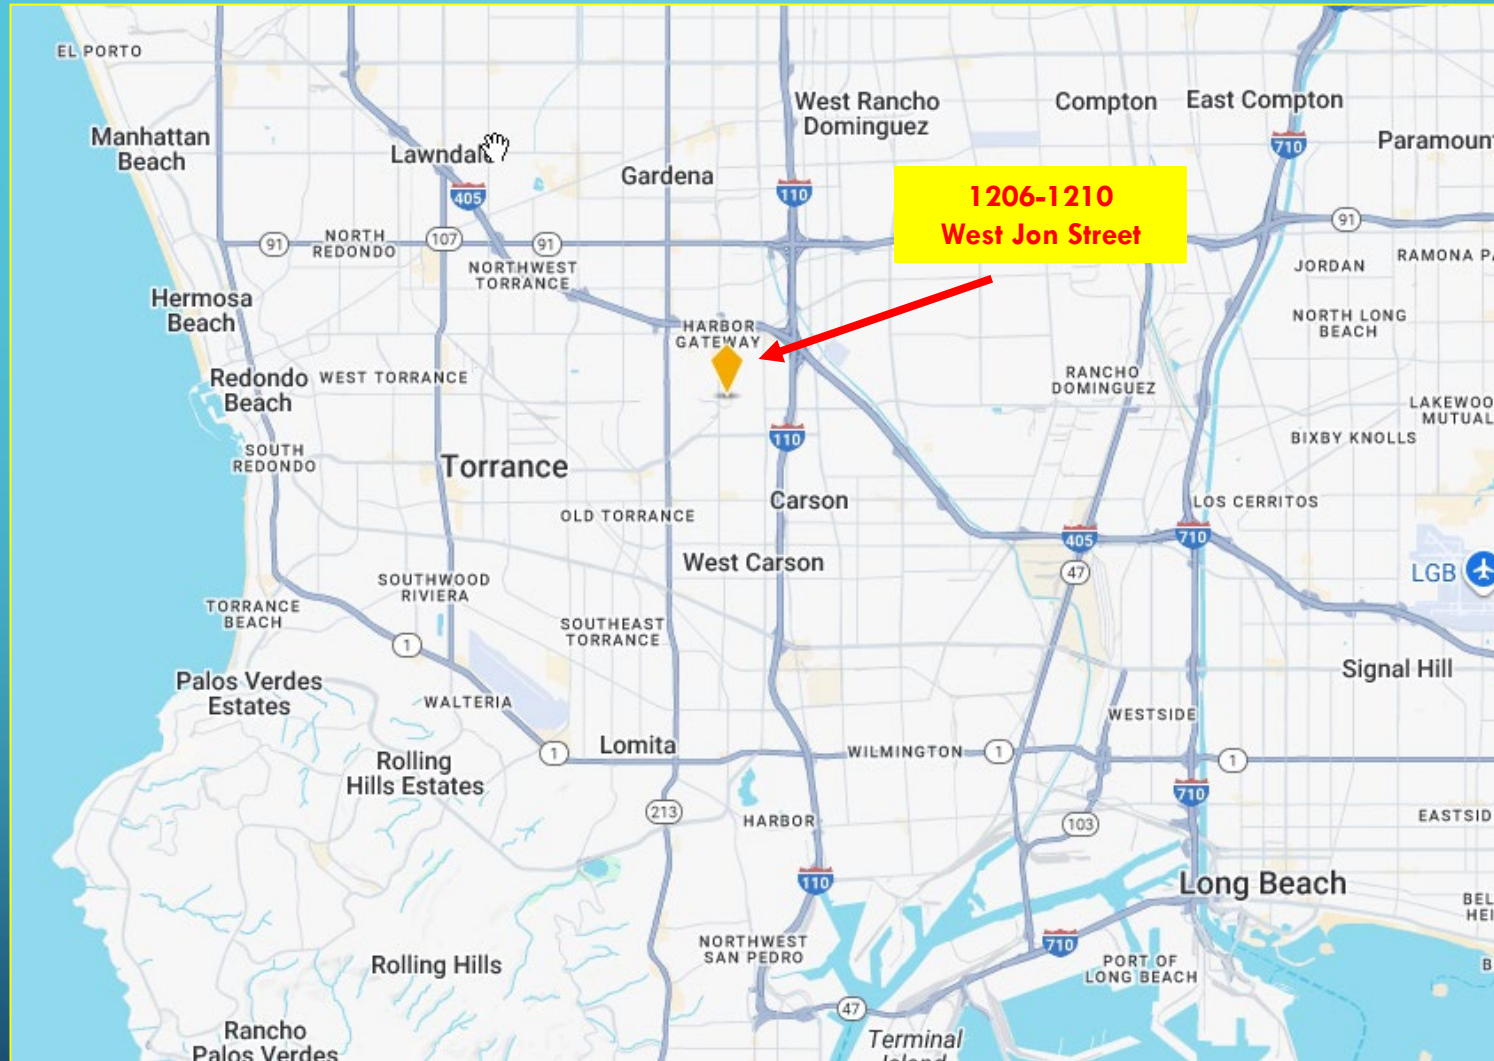 EL PORTO
Manhattan
Beach
Lawndale
405
Gardena
West Rancho
Dominguez
110
Compton
East Compton
710
Paramount
1206-1210
West Jon Street
91
NORTH
REDONDO
107
91
NORTHWEST
TORRANCE
91
JORDAN
RAMONA PA
Hermosa
Beach
HARBOR
GATEWAY
NORTH LONG
BEACH
Redondo
Beach
WEST TORRANCE
RANCHO
DOMINGUEZ
LAKEWOO
MUTUAL
110
BIXBY KNOLLS
SOUTH
REDONDO
Torrance
Carson
OLD TORRANCE
LOS CERRITOS
405
710
West Carson
47
LGB
SOUTHWOOD
RIVIERA
TORRANCE
BEACH
SOUTHEAST
TORRANCE
1
Signal Hill
Palos Verdes
Estates
WALTERIA
WESTSIDE
Lomita
1
WILMINGTON
1
1
Rolling
Hills Estates
710
213
HARBOR
103
EASTSID
110
Long Beach
BEL
HEI
NORTHWEST
SAN PEDRO
710
Rolling Hills
PORT OF
LONG BEACH
B
47
Rancho
Palos Verdes
Terminal
Island